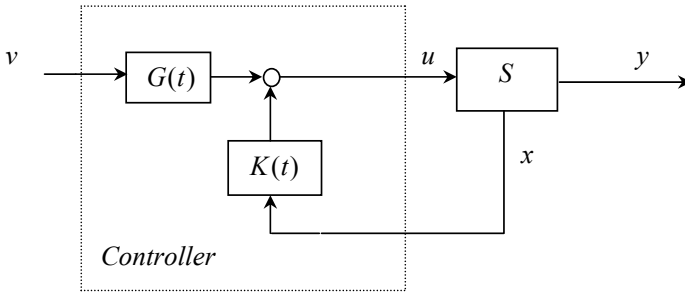 v
G(t)
u
S
y
K(t)
x
Controller